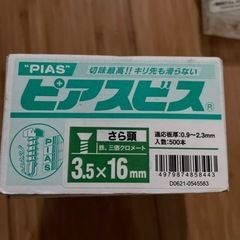 "PIAS"
切味最高!! キリ先も滑らない
ピアスビス®
さら頭
鉄、三価クロメート
3.5×16mm
適応板厚:0.9~2.3mm
入数:500本
PIAS
4979874858443
D0621-0545583